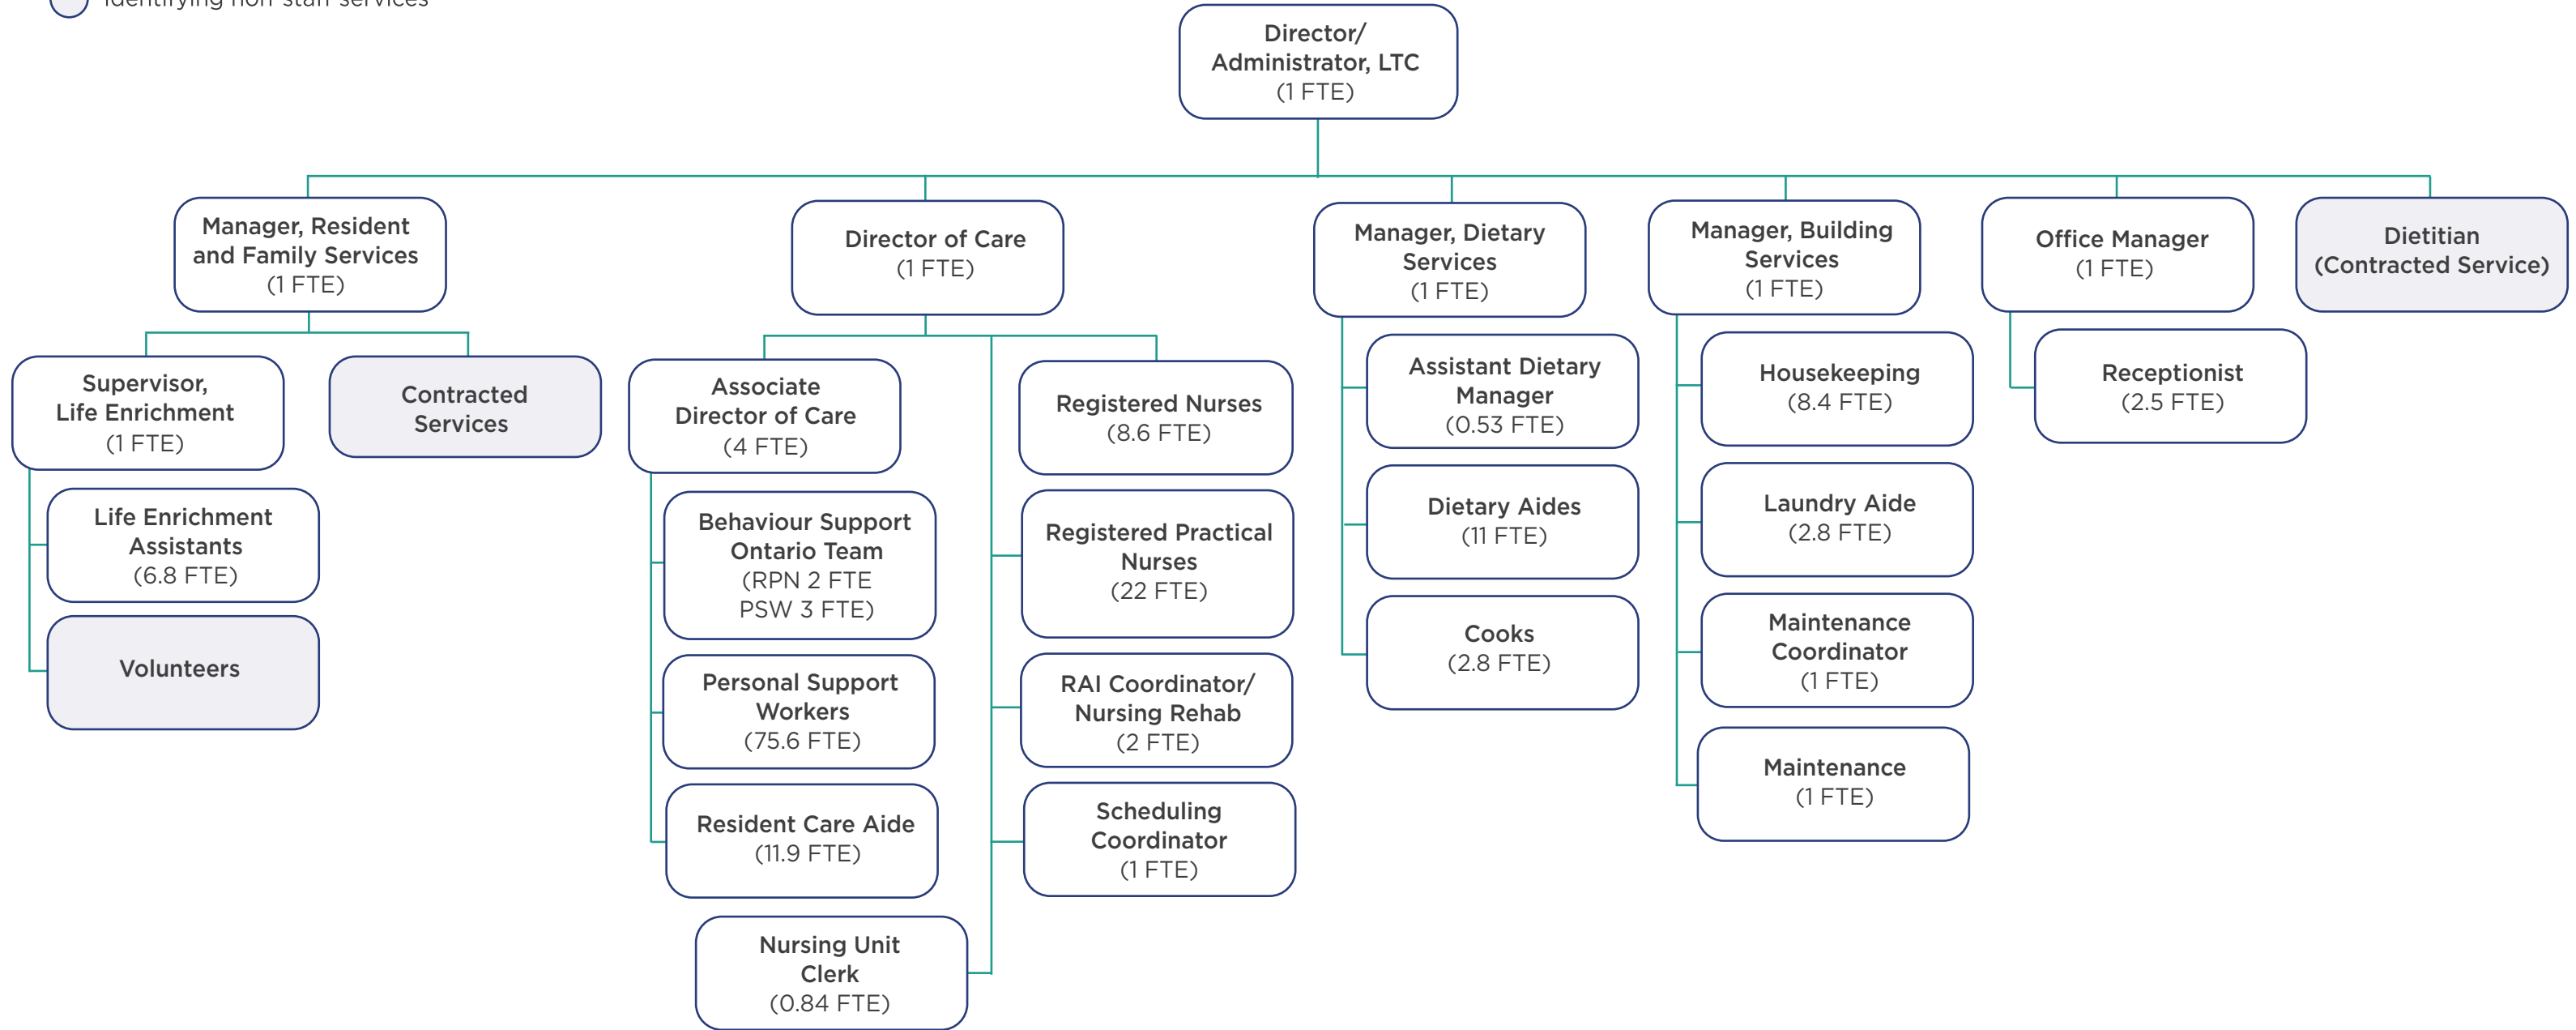 Identifying non-staff services
Director/
Administrator, LTC
(1 FTE)
Manager, Resident
and Family Services
(1 FTE)
Director of Care
(1 FTE)
Manager, Dietary
Services
(1 FTE)
Manager, Building
Services
(1 FTE)
Office Manager
(1 FTE)
Dietitian
(Contracted Service)
Supervisor,
Life Enrichment
(1 FTE)
Contracted
Services
Life Enrichment
Assistants
(6.8 FTE)
Volunteers
Associate
Director of Care
(4 FTE)
Behaviour Support
Ontario Team
(RPN 2 FTE
PSW 3 FTE)
Personal Support
Workers
(75.6 FTE)
Resident Care Aide
(11.9 FTE)
Nursing Unit
Clerk
(0.84 FTE)
Registered Nurses
(8.6 FTE)
Registered Practical
Nurses
(22 FTE)
RAI Coordinator/
Nursing Rehab
(2 FTE)
Scheduling
Coordinator
(1 FTE)
Assistant Dietary
Manager
(0.53 FTE)
Dietary Aides
(11 FTE)
Cooks
(2.8 FTE)
Housekeeping
(8.4 FTE)
Laundry Aide
(2.8 FTE)
Maintenance
Coordinator
(1 FTE)
Maintenance
(1 FTE)
Receptionist
(2.5 FTE)